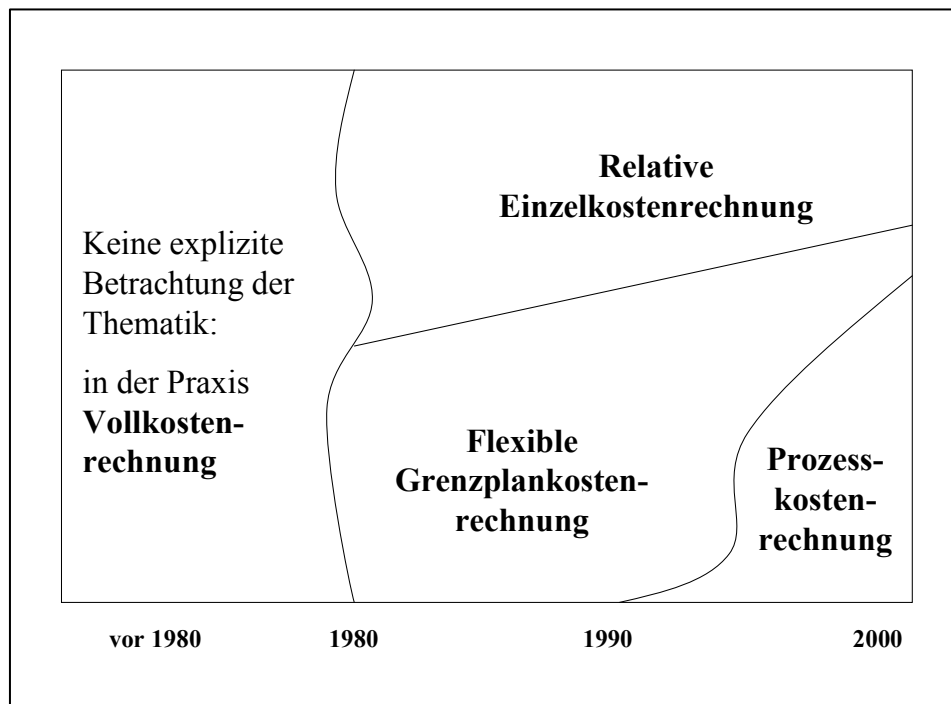 Relative
Einzelkostenrechnung
Keine explizite
Betrachtung der
Thematik:
in der Praxis
Vollkosten-
rechnung
Flexible
Grenzplankosten-
rechnung
Prozess-
kosten-
rechnung
vor 1980
1980
1990
2000